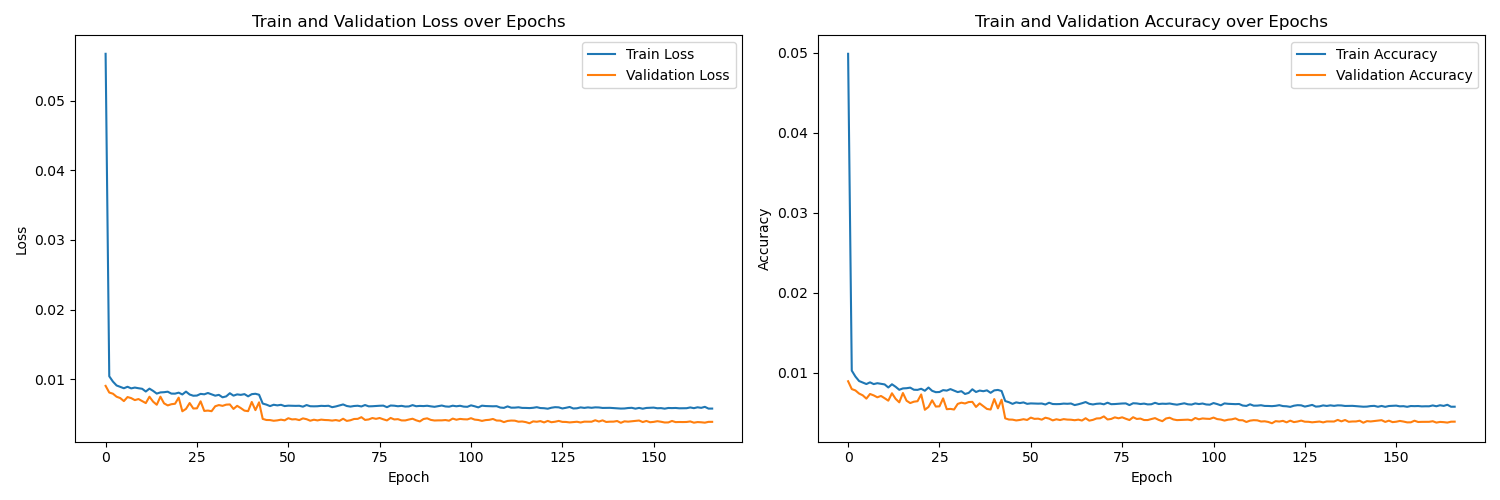 Train and Validation Loss over Epochs
Train Loss
Validation Loss
0.05
0.04
0.03
0.02
0.01
Loss
0 25 50 75 100 125 150
Epoch
Train and Validation Accuracy over Epochs
Train Accuracy
Validation Accuracy
0.05
0.04
0.03
0.02
0.01
Accuracy
0 25 50 75 100 125 150
Epoch